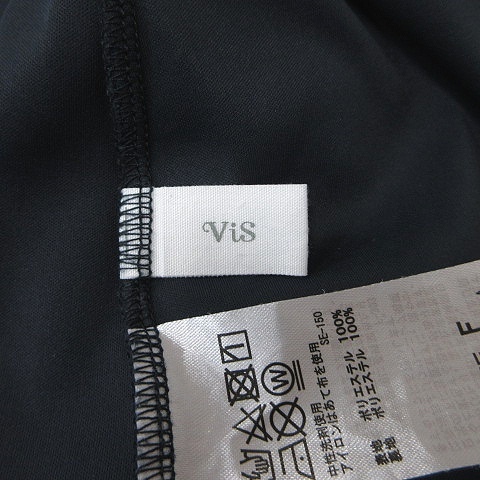 ViS
中性洗剤使用
アイロンはあて布を使用
SE-150
表地 ポリエステル 100%
裏地 ポリエステル 100%